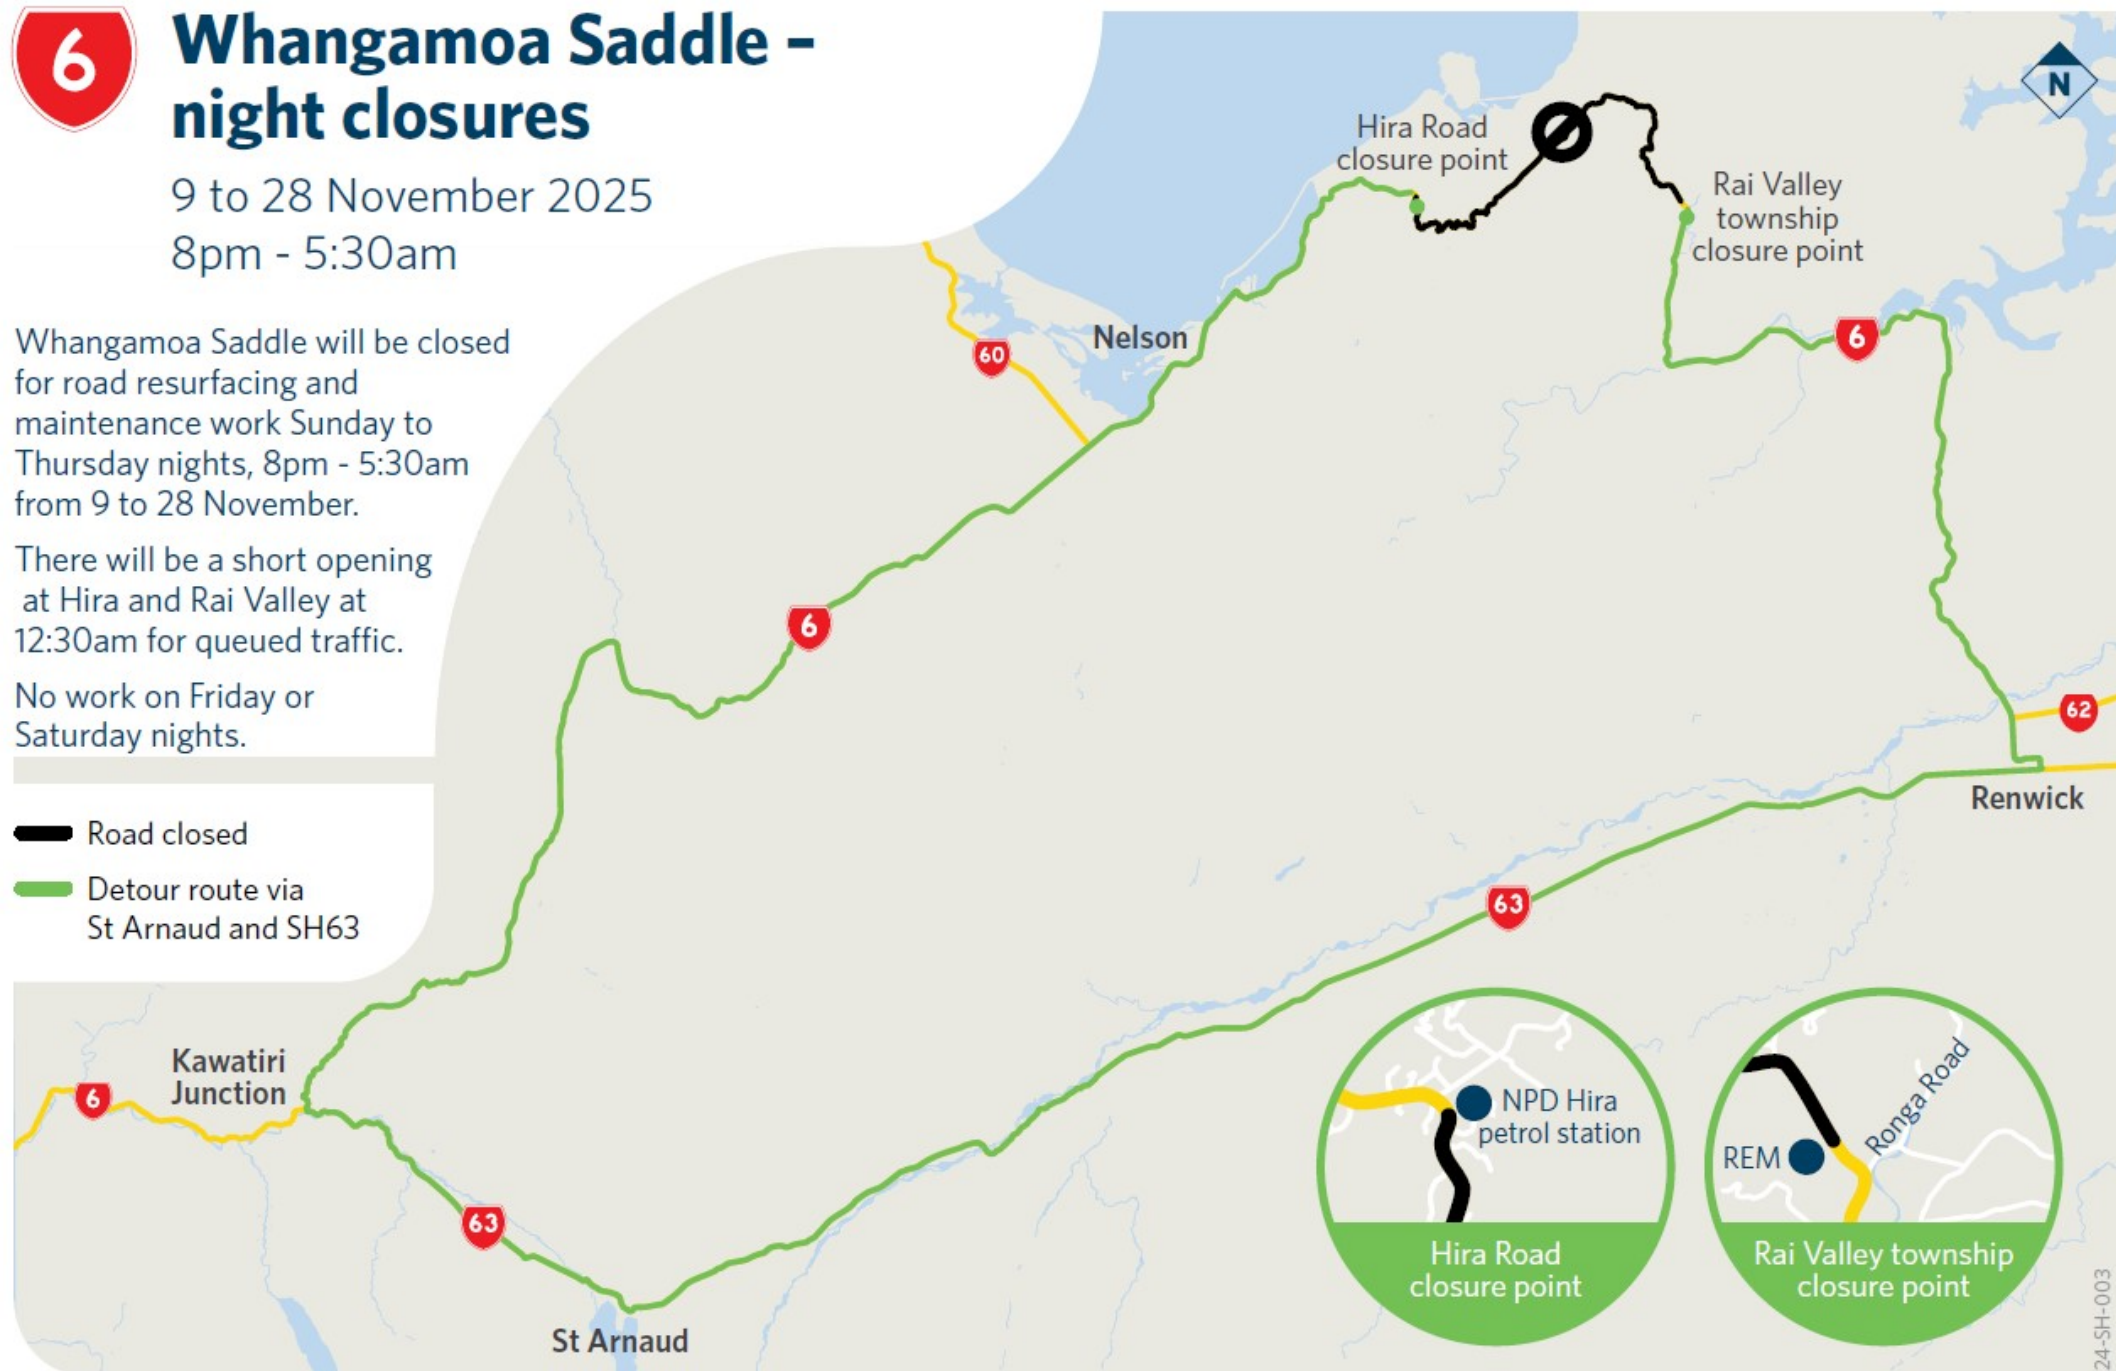 6
Whangamoa Saddle –
night closures
9 to 28 November 2025
8pm - 5:30am
Whangamoa Saddle will be closed
for road resurfacing and
maintenance work Sunday to
Thursday nights, 8pm - 5:30am
from 9 to 28 November.
There will be a short opening
at Hira and Rai Valley at
12:30am for queued traffic.
No work on Friday or
Saturday nights.
Road closed
Detour route via
St Arnaud and SH63
N
Hira Road
closure point
Rai Valley
township
closure point
Nelson
60
6
6
62
Renwick
63
Kawatiri
Junction
6
63
St Arnaud
NPD Hira
petrol station
Hira Road
closure point
Ronga Road
REM
Rai Valley township
closure point
24-SH-003